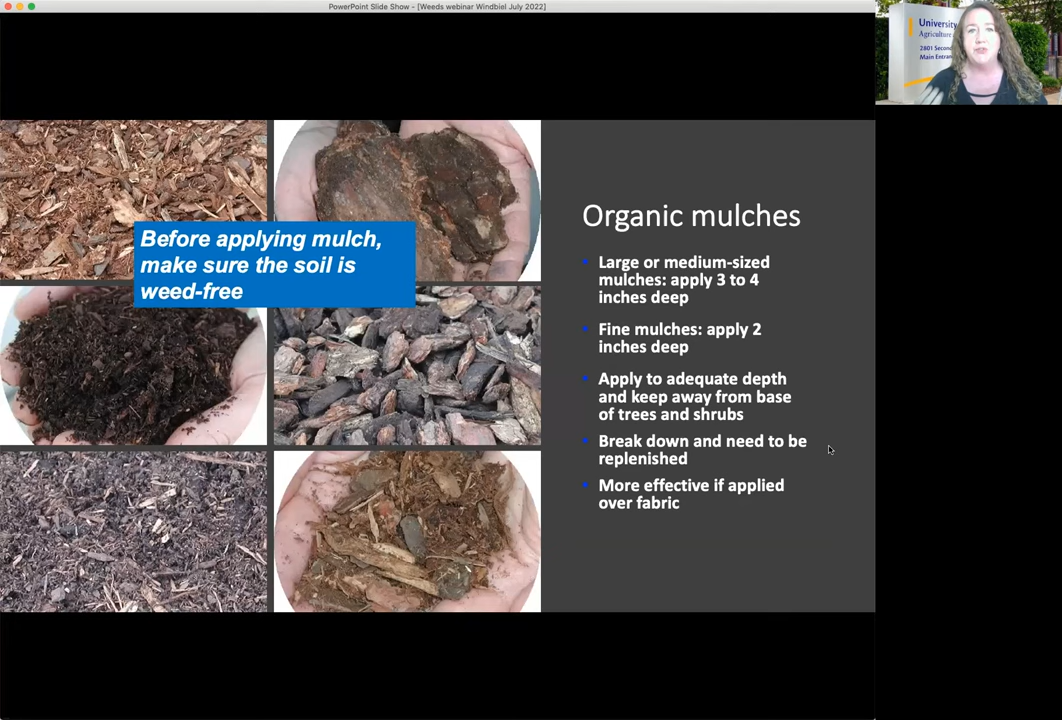 PowerPoint Slide Show - [Weeds webinar Windbiel July 2022]
University
Agriculture
2801 Second
Main Entran
Before applying mulch,
make sure the soil is
weed-free
Organic mulches
Large or medium-sized
mulches: apply 3 to 4
inches deep
Fine mulches: apply 2
inches deep
Apply to adequate depth
and keep away from base
of trees and shrubs
Break down and need to be
replenished
More effective if applied
over fabric